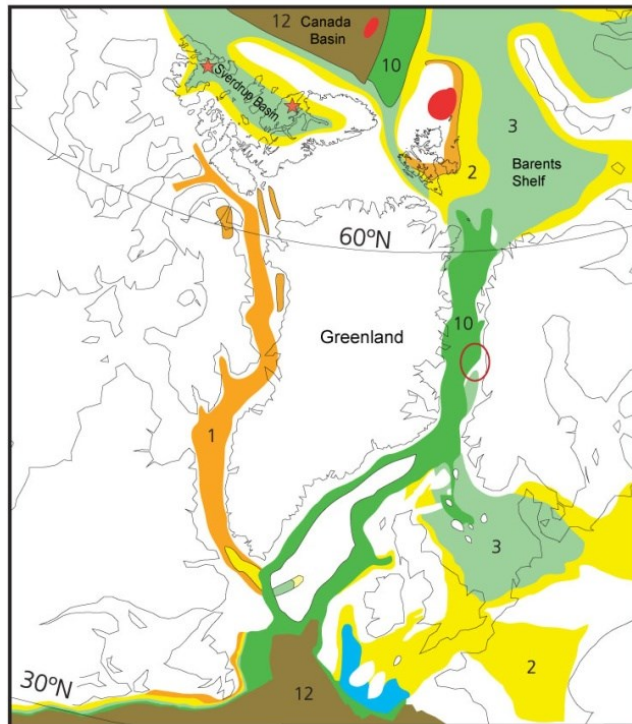 12
Canada
Basin
10
Sverdrup Basin
3
2
Barents
Shelf
60ºN
10
Greenland
1
3
2
30ºN
12